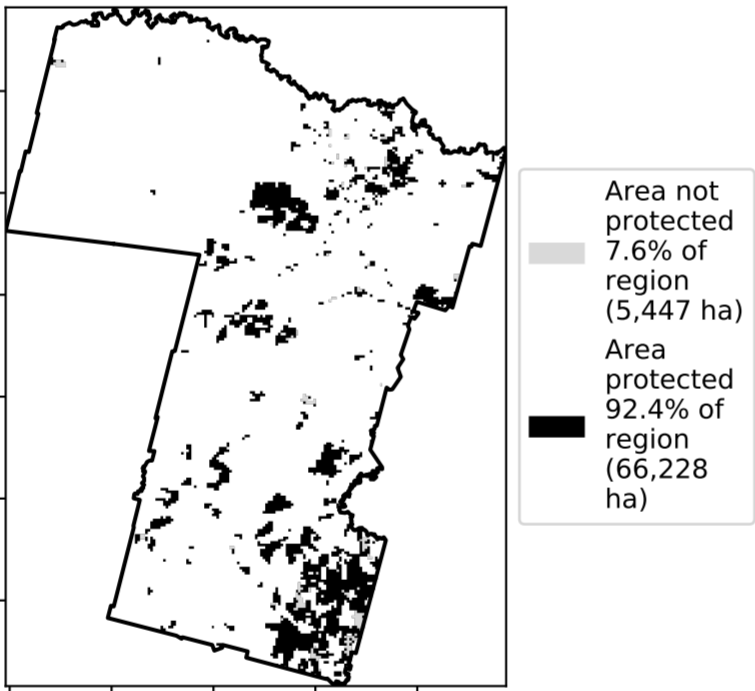 Area not
protected
7.6% of
region
(5,447 ha)
Area
protected
92.4% of
region
(66,228
ha)